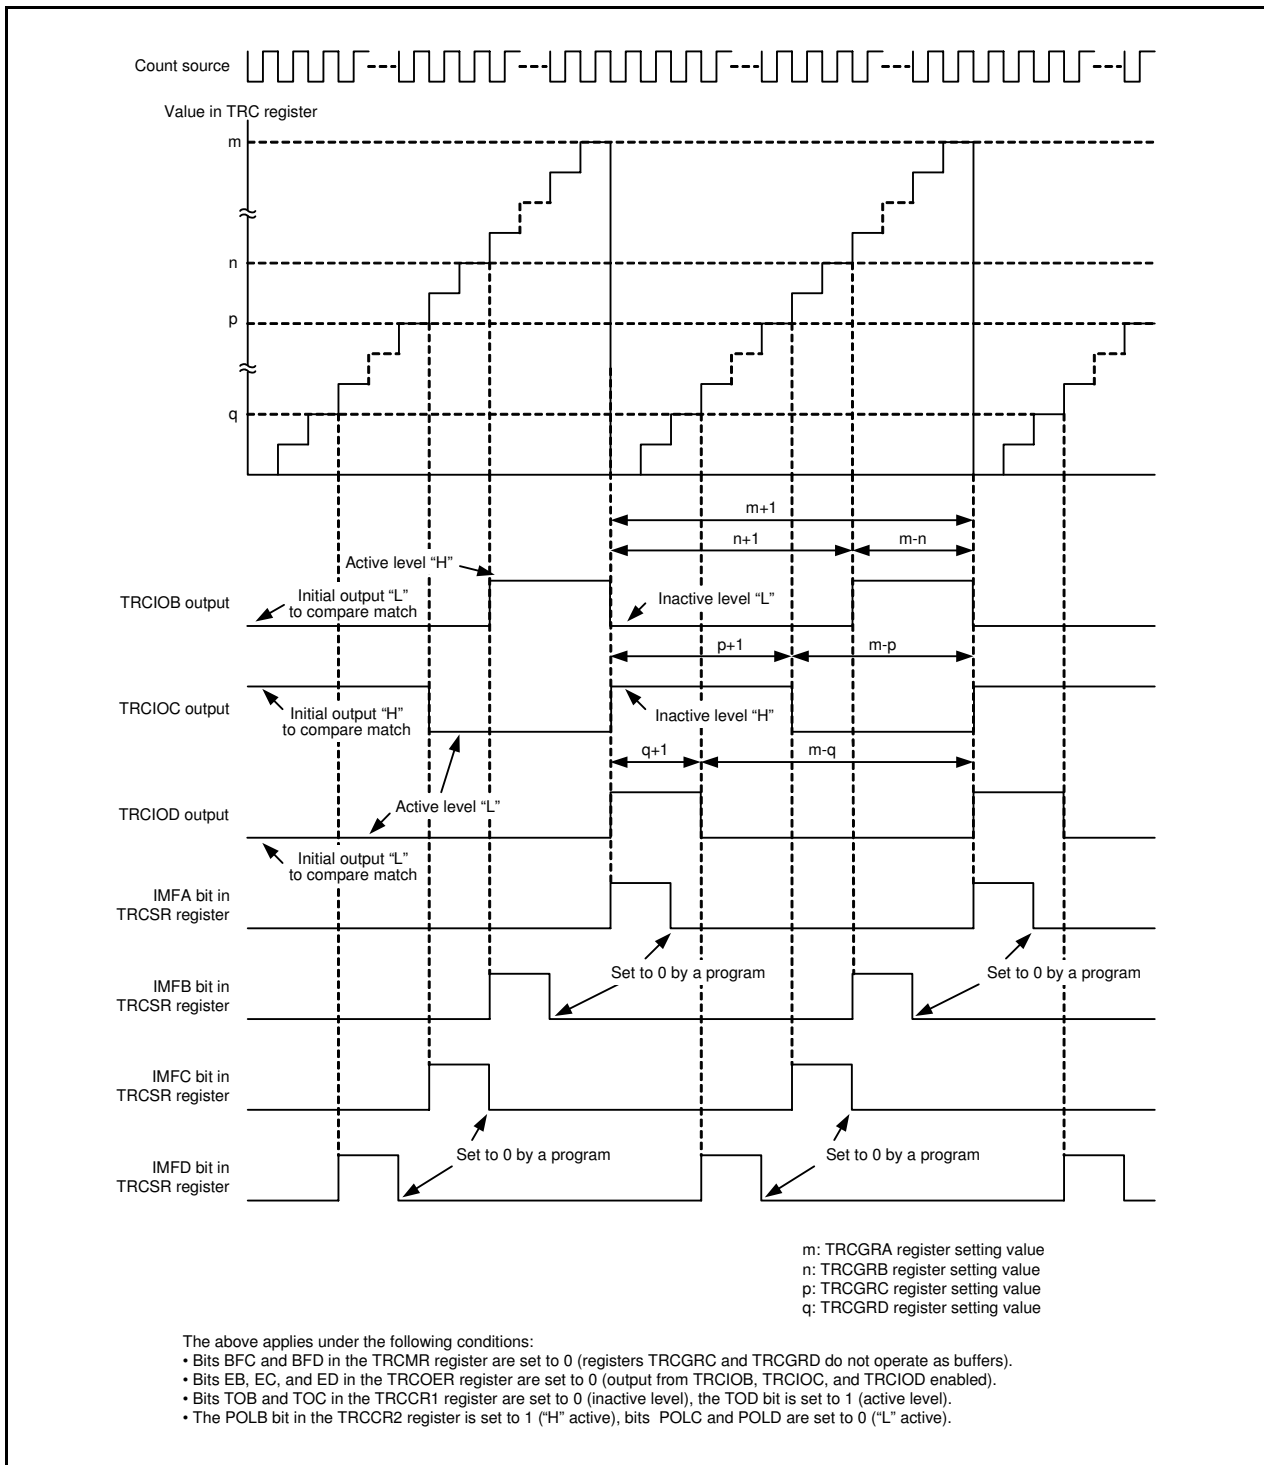 Count source
Value in TRC register
m
n
p
q
m+1
n+1
m-n
Active level “H”
TRCIOB output
Initial output “L”
to compare match
Inactive level “L”
p+1
m-p
TRCIOC output
Initial output “H”
to compare match
Inactive level “H”
q+1
m-q
TRCIOD output
Active level “L”
Initial output “L”
to compare match
IMFA bit in
TRCSR register
Set to 0 by a program
Set to 0 by a program
IMFB bit in
TRCSR register
IMFC bit in
TRCSR register
Set to 0 by a program
Set to 0 by a program
IMFD bit in
TRCSR register
m: TRCGRA register setting value
n: TRCGRB register setting value
p: TRCGRC register setting value
q: TRCGRD register setting value
The above applies under the following conditions:
• Bits BFC and BFD in the TRCMR register are set to 0 (registers TRCGRC and TRCGRD do not operate as buffers).
• Bits EB, EC, and ED in the TRCOER register are set to 0 (output from TRCIOB, TRCIOC, and TRCIOD enabled).
• Bits TOB and TOC in the TRCCR1 register are set to 0 (inactive level), the TOD bit is set to 1 (active level).
• The POLB bit in the TRCCR2 register is set to 1 (“H” active), bits POLC and POLD are set to 0 (“L” active).